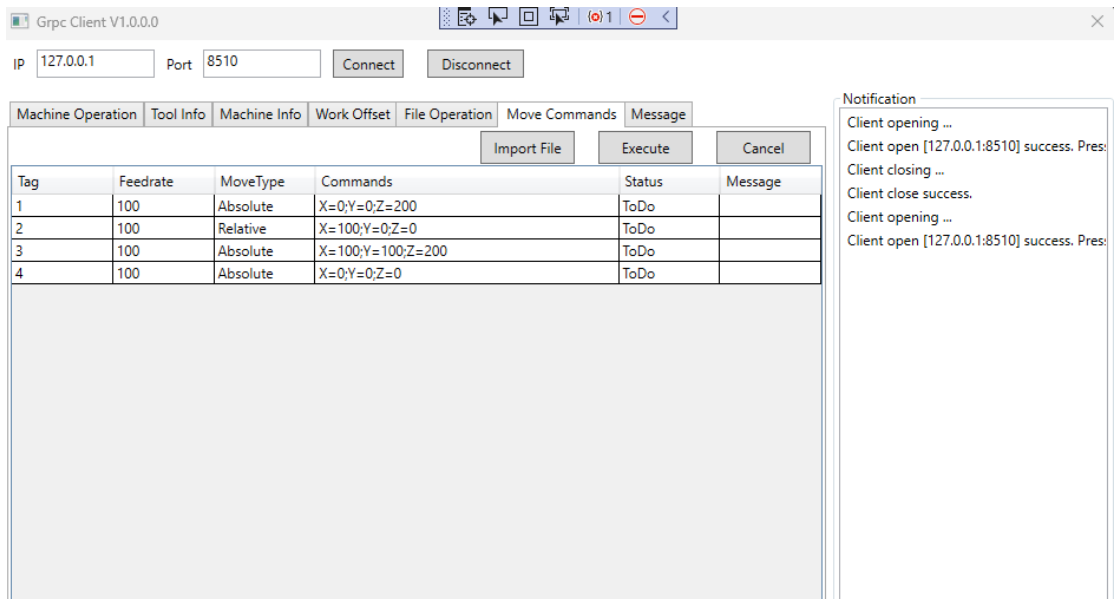 Grpc Client V1.0.0.0
1
IP 127.0.0.1 Port 8510 Connect Disconnect
Machine Operation Tool Info Machine Info Work Offset File Operation Move Commands Message
Import File Execute Cancel
Tag Feedrate MoveType Commands Status Message
1 100 Absolute X=0;Y=0;Z=200 ToDo
2 100 Relative X=100;Y=0;Z=0 ToDo
3 100 Absolute X=100;Y=100;Z=200 ToDo
4 100 Absolute X=0;Y=0;Z=0 ToDo
Notification
Client opening ...
Client open [127.0.0.1:8510] success. Pres
Client closing ...
Client close success.
Client opening ...
Client open [127.0.0.1:8510] success. Pres